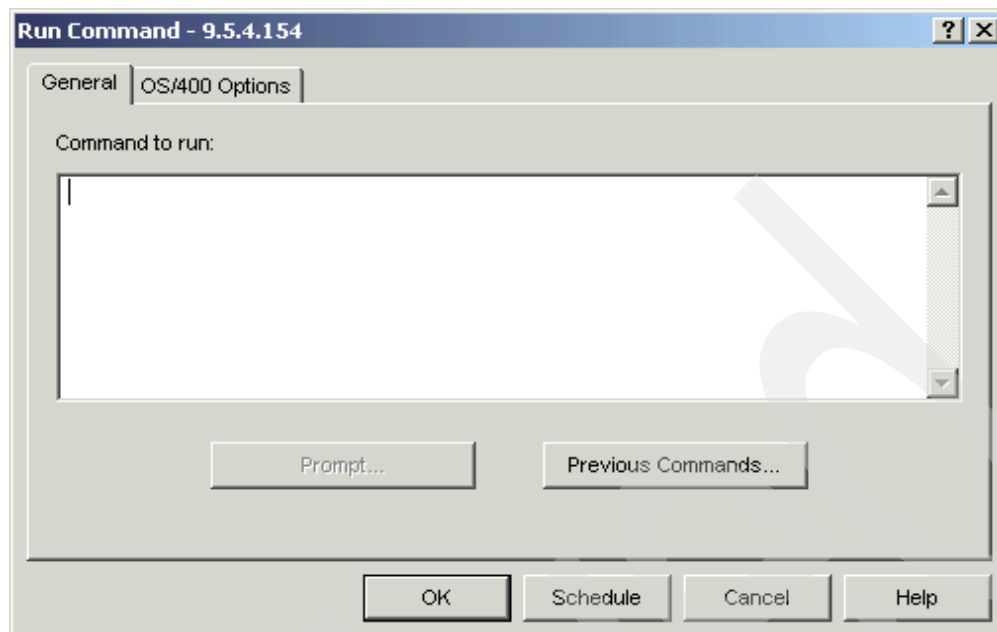 Run Command - 9.5.4.154
General OS/400 Options
Command to run:
Prompt... Previous Commands...
OK Schedule Cancel Help